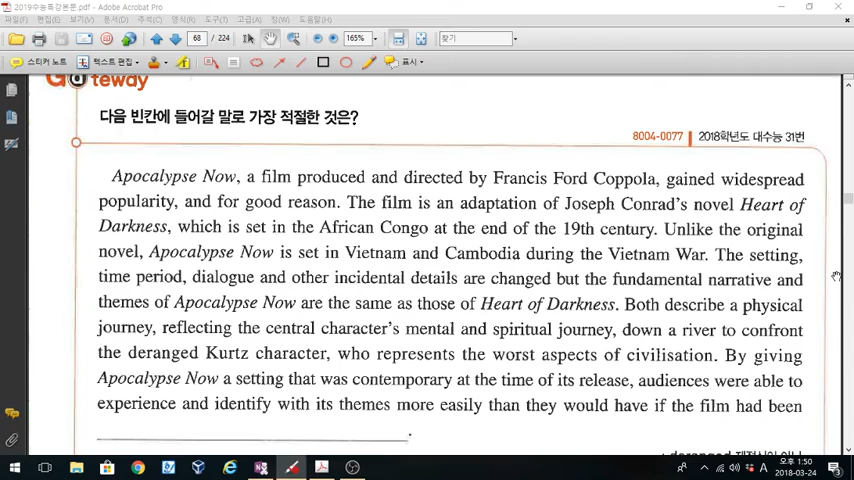 2019수능특강본문.pdf - Adobe Acrobat Pro
파일(F) 편집(E) 보기(V) 문서(D) 주석(C) 양식(R) 도구(T) 고급(A) 창(W) 도움말(H)
68 / 224 165% 찾기
스티커 노트 텍스트 편집 표시
Gateway
다음 빈칸에 들어갈 말로 가장 적절한 것은?
8004-0077 2018학년도 대수능 31번
Apocalypse Now, a film produced and directed by Francis Ford Coppola, gained widespread
popularity, and for good reason. The film is an adaptation of Joseph Conrad's novel Heart of
Darkness, which is set in the African Congo at the end of the 19th century. Unlike the original
novel, Apocalypse Now is set in Vietnam and Cambodia during the Vietnam War. The setting,
time period, dialogue and other incidental details are changed but the fundamental narrative and
themes of Apocalypse Now are the same as those of Heart of Darkness. Both describe a physical
journey, reflecting the central character's mental and spiritual journey, down a river to confront
the deranged Kurtz character, who represents the worst aspects of civilisation. By giving
Apocalypse Now a setting that was contemporary at the time of its release, audiences were able to
experience and identify with its themes more easily than they would have if the film had been
A 오후 1:50
2018-03-24